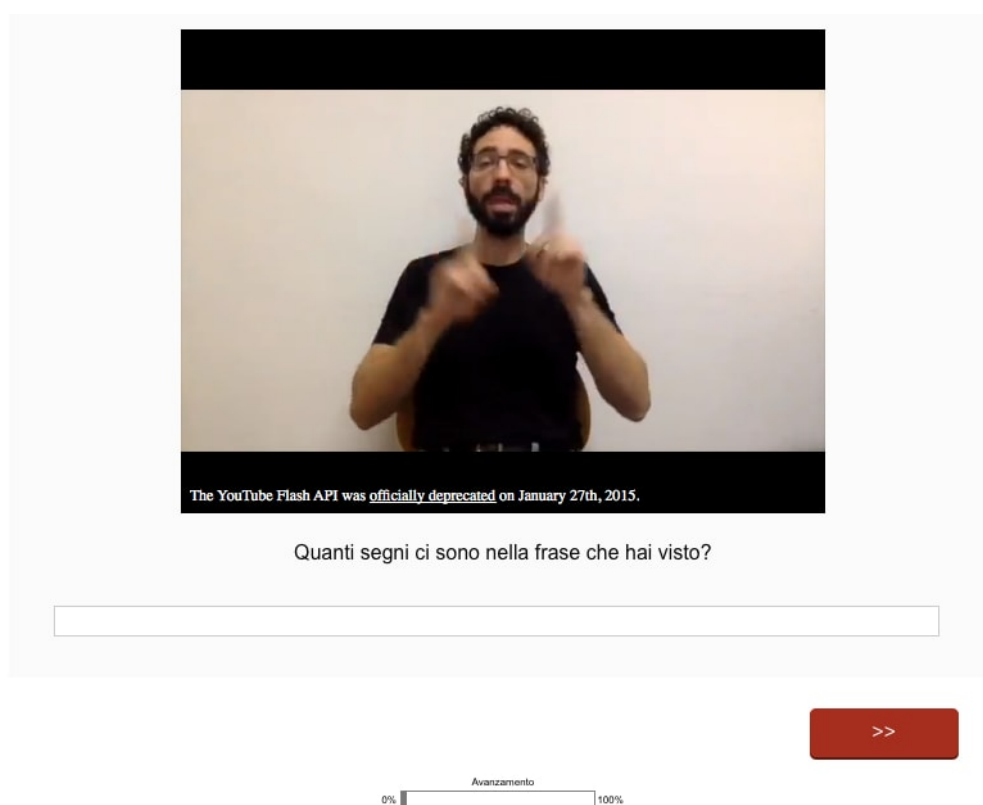 The YouTube Flash API was officially deprecated on January 27th, 2015.
Quanti segni ci sono nella frase che hai visto?
>>
Avanzamento
0% 100%